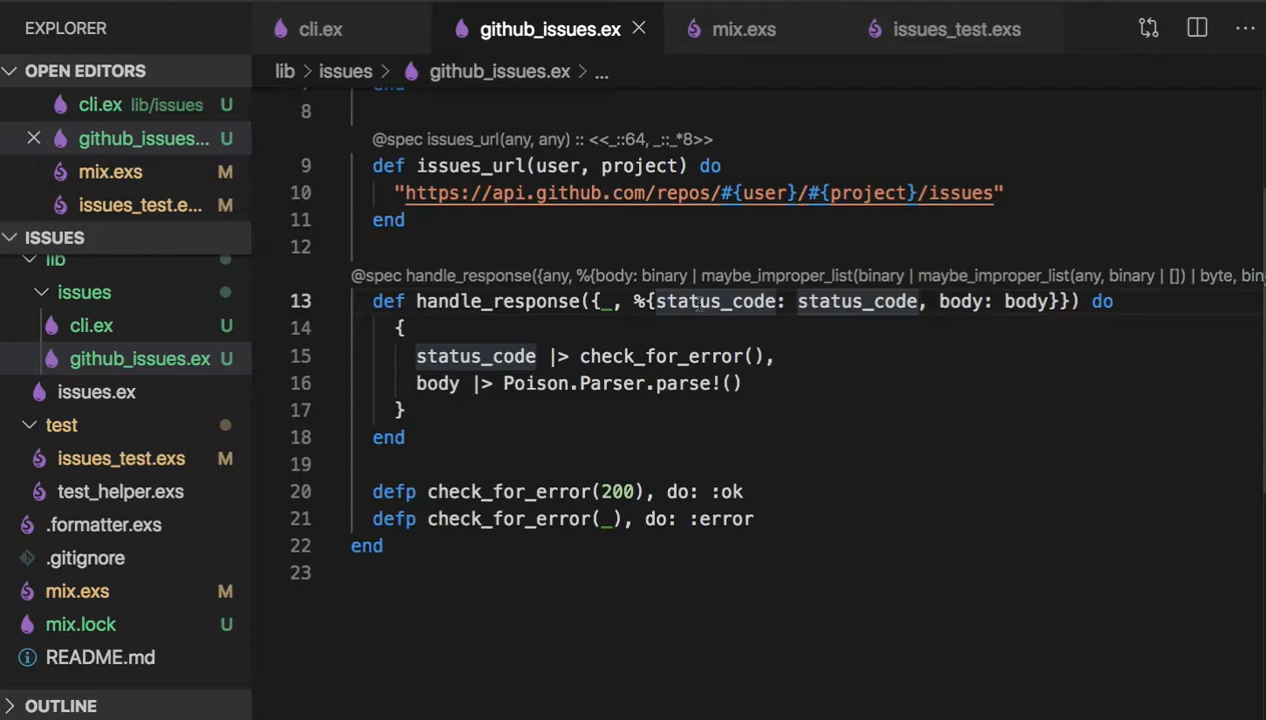 EXPLORER
OPEN EDITORS
cli.ex lib/issues U
github_issues... U
mix.exs M
issues_test.e... M
ISSUES
lib
issues
cli.ex U
github_issues.ex U
issues.ex
test
issues_test.exs M
test_helper.exs
.formatter.exs
.gitignore
mix.exs M
mix.lock U
README.md
OUTLINE
cli.ex github_issues.ex mix.exs issues_test.exs ...
lib > issues > github_issues.ex > ...
8
@spec issues_url(any, any) :: <<_::64, _::_*8>>
9 def issues_url(user, project) do
10 "https://api.github.com/repos/#{user}/#{project}/issues"
11 end
12
@spec handle_response({any, %{body: binary | maybe_improper_list(binary | maybe_improper_list(any, binary | []) | byte, bin
13 def handle_response({_, %{status_code: status_code, body: body}}) do
14 {
15 status_code |> check_for_error(),
16 body |> Poison.Parser.parse!()
17 }
18 end
19
20 defp check_for_error(200), do: :ok
21 defp check_for_error(_), do: :error
22 end
23